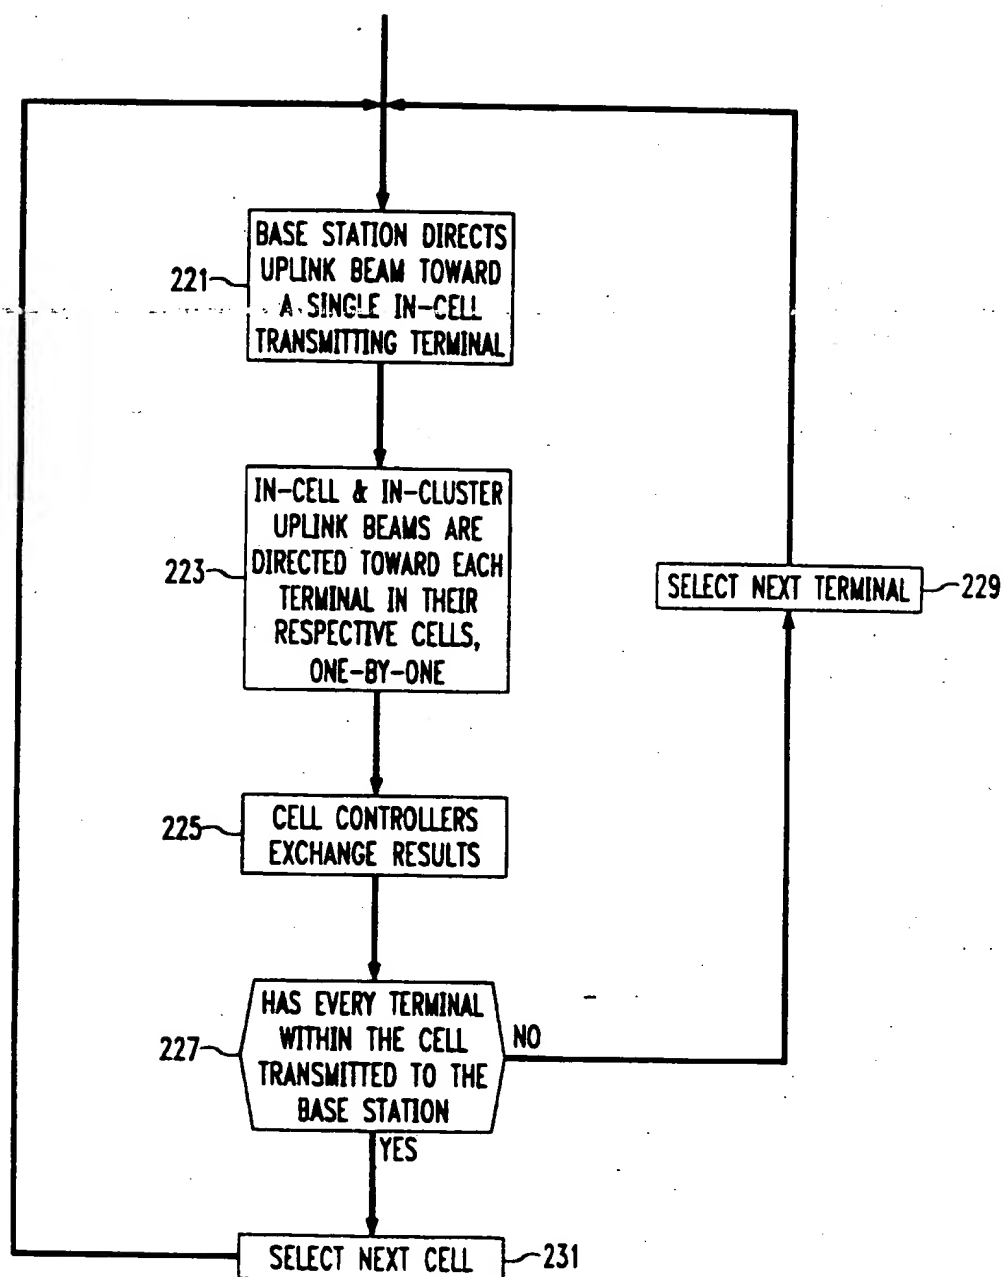 BASE STATION DIRECTS
UPLINK BEAM TOWARD
A SINGLE IN-CELL
TRANSMITTING TERMINAL
221
IN-CELL & IN-CLUSTER
UPLINK BEAMS ARE
DIRECTED TOWARD EACH
TERMINAL IN THEIR
RESPECTIVE CELLS,
ONE-BY-ONE
223
SELECT NEXT TERMINAL
229
CELL CONTROLLERS
EXCHANGE RESULTS
225
HAS EVERY TERMINAL
WITHIN THE CELL
TRANSMITTED TO THE
BASE STATION
227
NO
YES
SELECT NEXT CELL
231